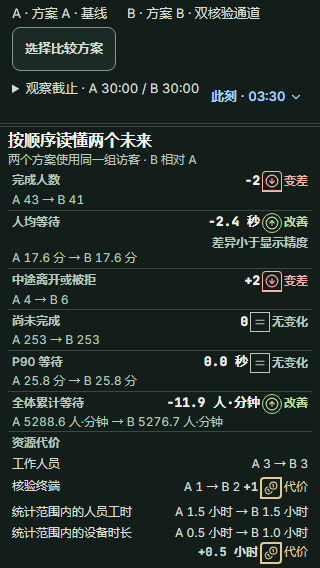 A · 方案 A · 基线 B · 方案 B · 双核验通道
选择比较方案
▶ 观察截止 · A 30:00 / B 30:00
此刻 · 03:30
按顺序读懂两个未来
两个方案使用同一组访客 · B 相对 A
完成人数 -2 变差
A 43 → B 41
人均等待 -2.4 秒 改善
差异小于显示精度
A 17.6 分 → B 17.6 分
中途离开或被拒 +2 变差
A 4 → B 6
尚未完成 0 无变化
A 253 → B 253
P90 等待 0.0 秒 无变化
A 25.8 分 → B 25.8 分
全体累计等待 -11.9 人·分钟 改善
A 5288.6 人·分钟 → B 5276.7 人·分钟
资源代价
工作人员 A 3 → B 3
核验终端 A 1 → B 2 +1 代价
统计范围内的人员工时 A 1.5 小时 → B 1.5 小时
统计范围内的设备时长 A 0.5 小时 → B 1.0 小时
+0.5 小时 代价